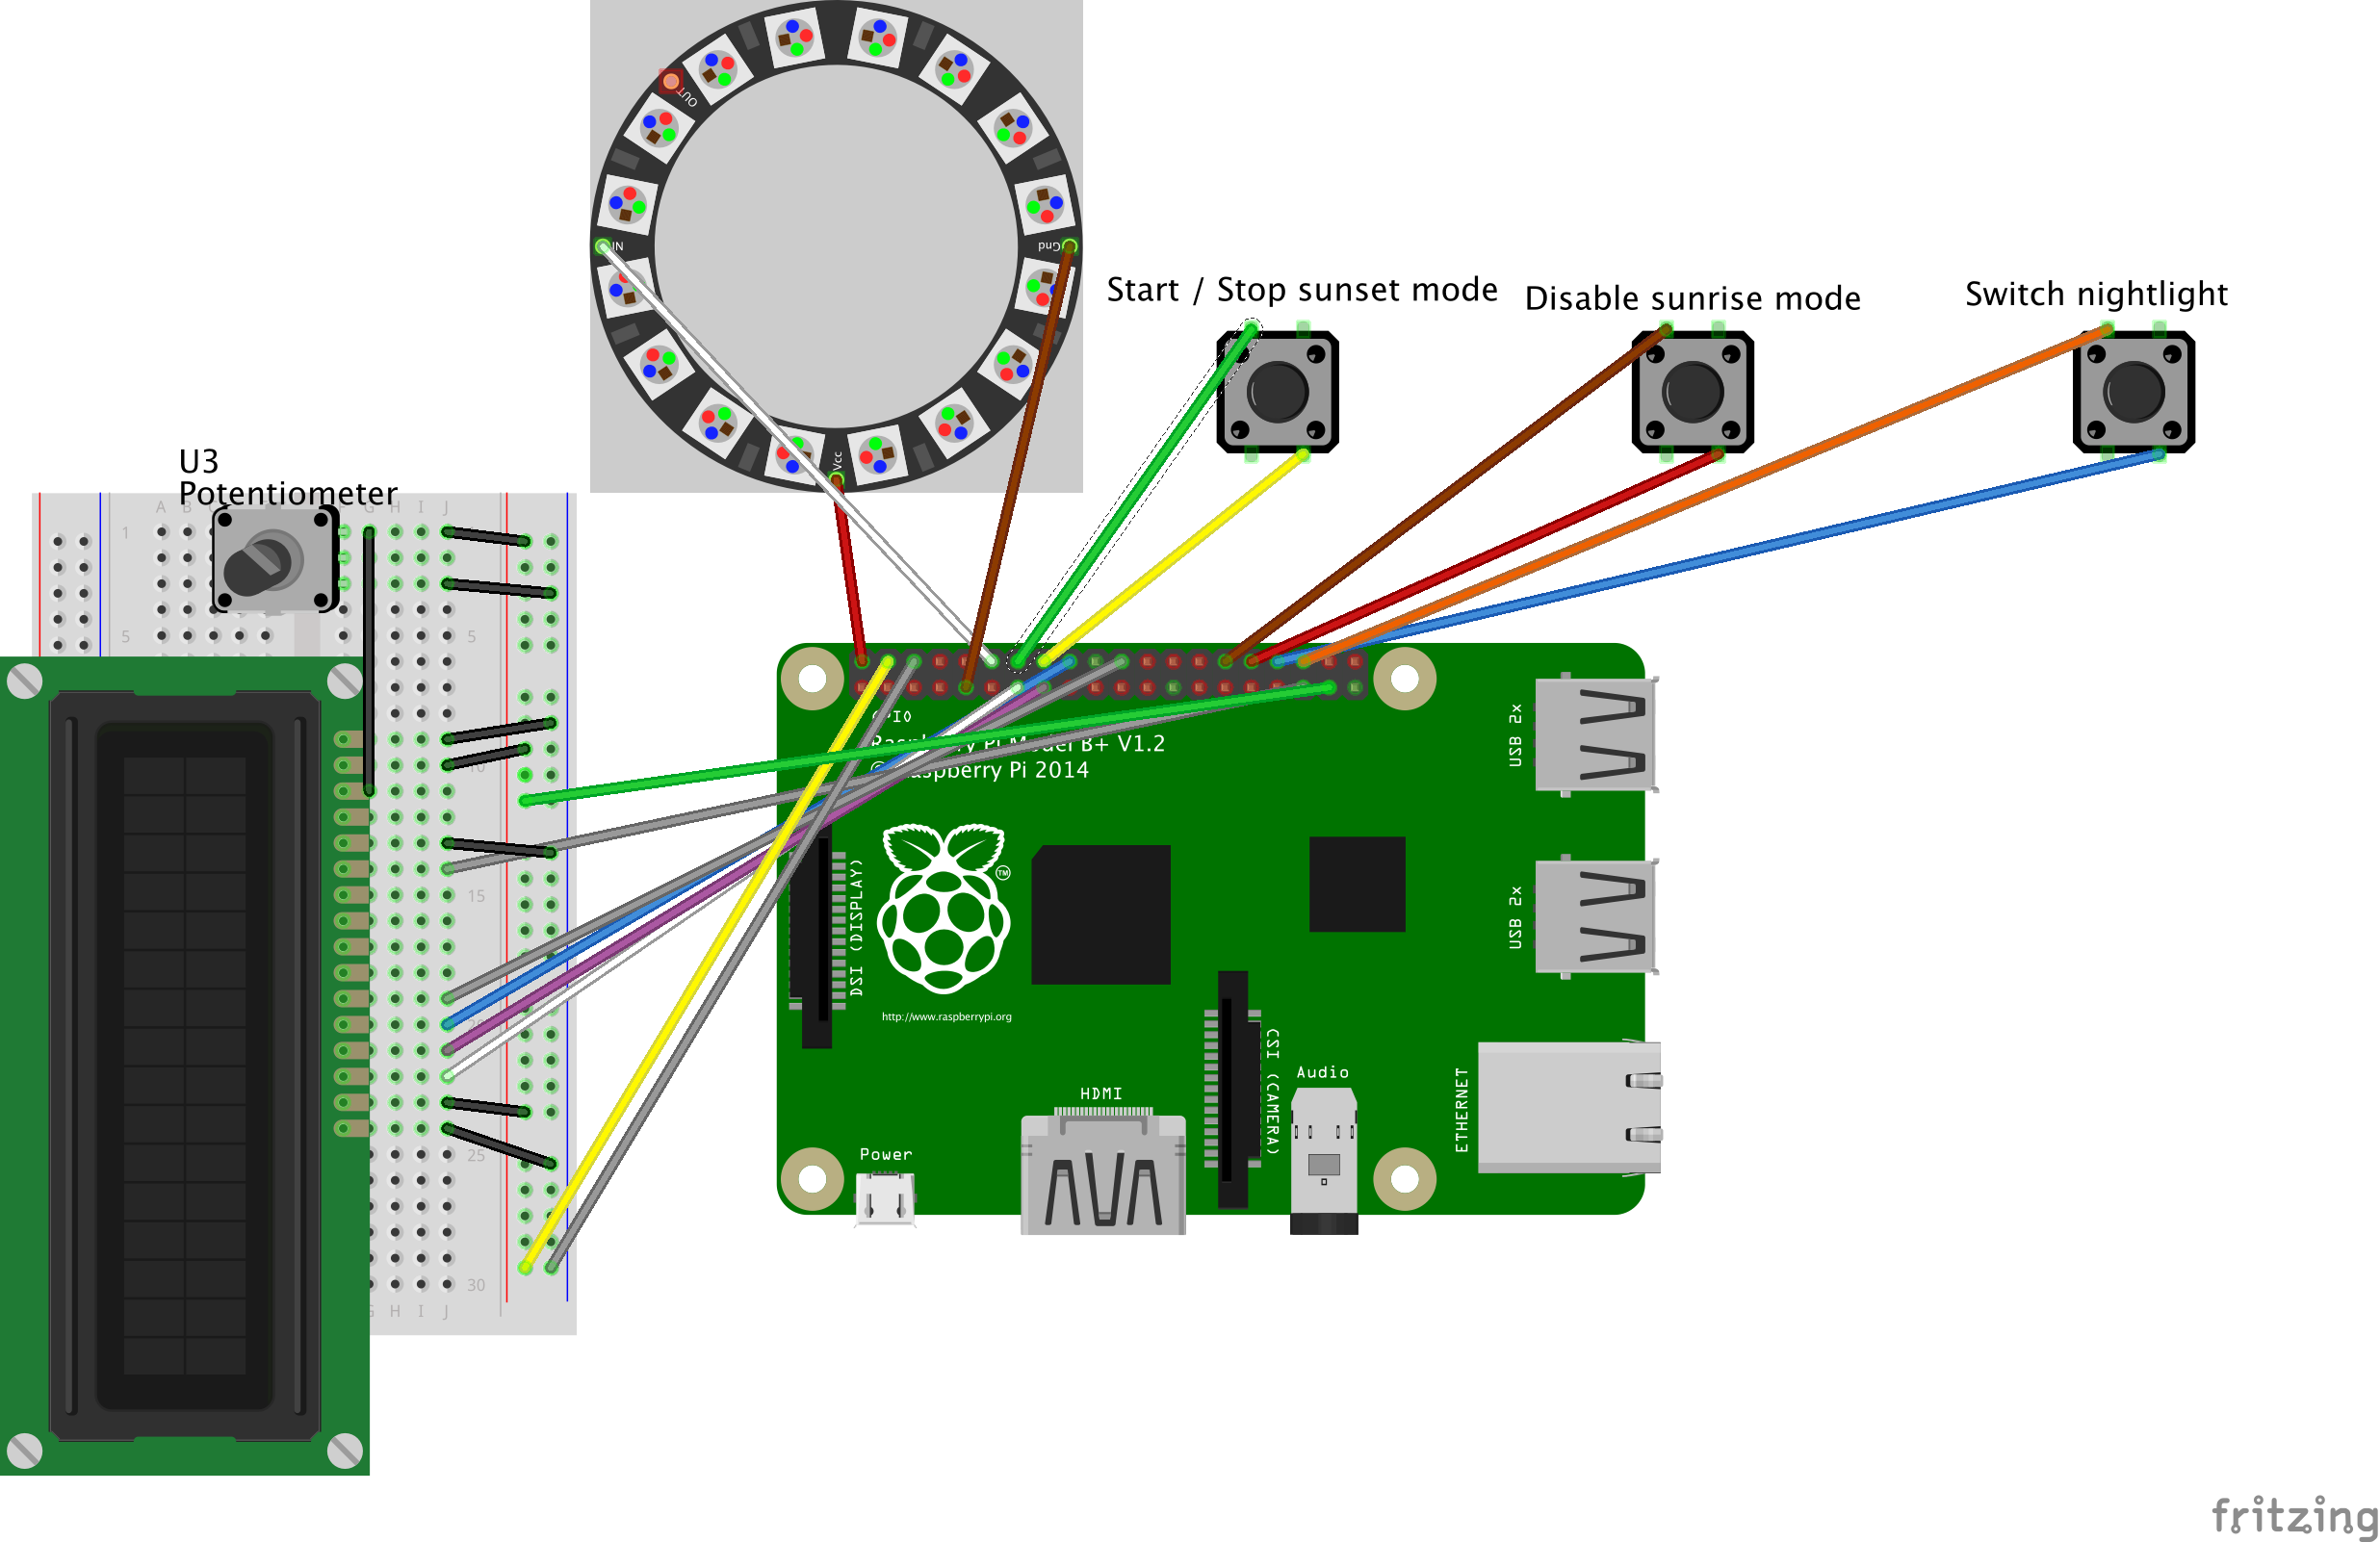 OUT
IN
Gnd
Vcc
Start / Stop sunset mode
Disable sunrise mode
Switch nightlight
U3
Potentiometer
A B G H I J
1
5 5
10
15
20
25
30
G H I J
GPIO
Raspberry Pi Model B+ V1.2
© Raspberry Pi 2014
USB 2x
USB 2x
DSI (DISPLAY)
TM
http://www.raspberrypi.org
CSI (CAMERA)
Audio
HDMI
ETHERNET
Power
fritzing